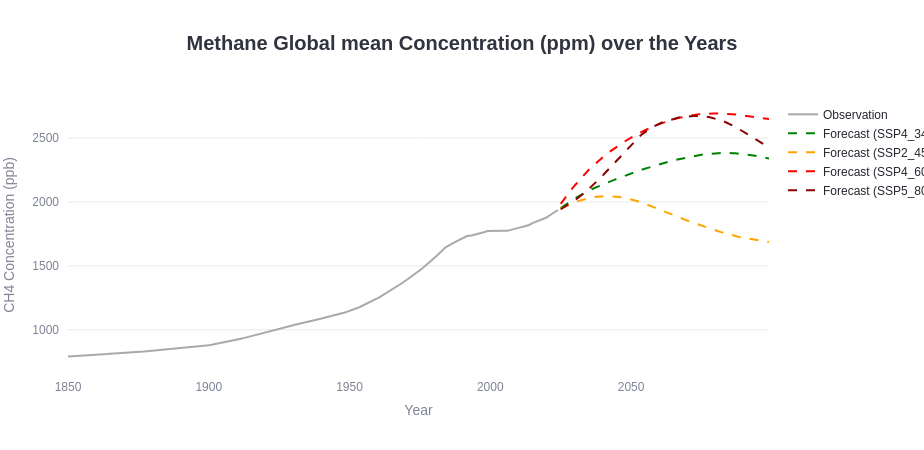 Methane Global mean Concentration (ppm) over the Years
CH4 Concentration (ppb)
2500
2000
1500
1000
1850
1900
1950
2000
2050
Year
Observation
Forecast (SSP4_34
Forecast (SSP2_45
Forecast (SSP4_60
Forecast (SSP5_80